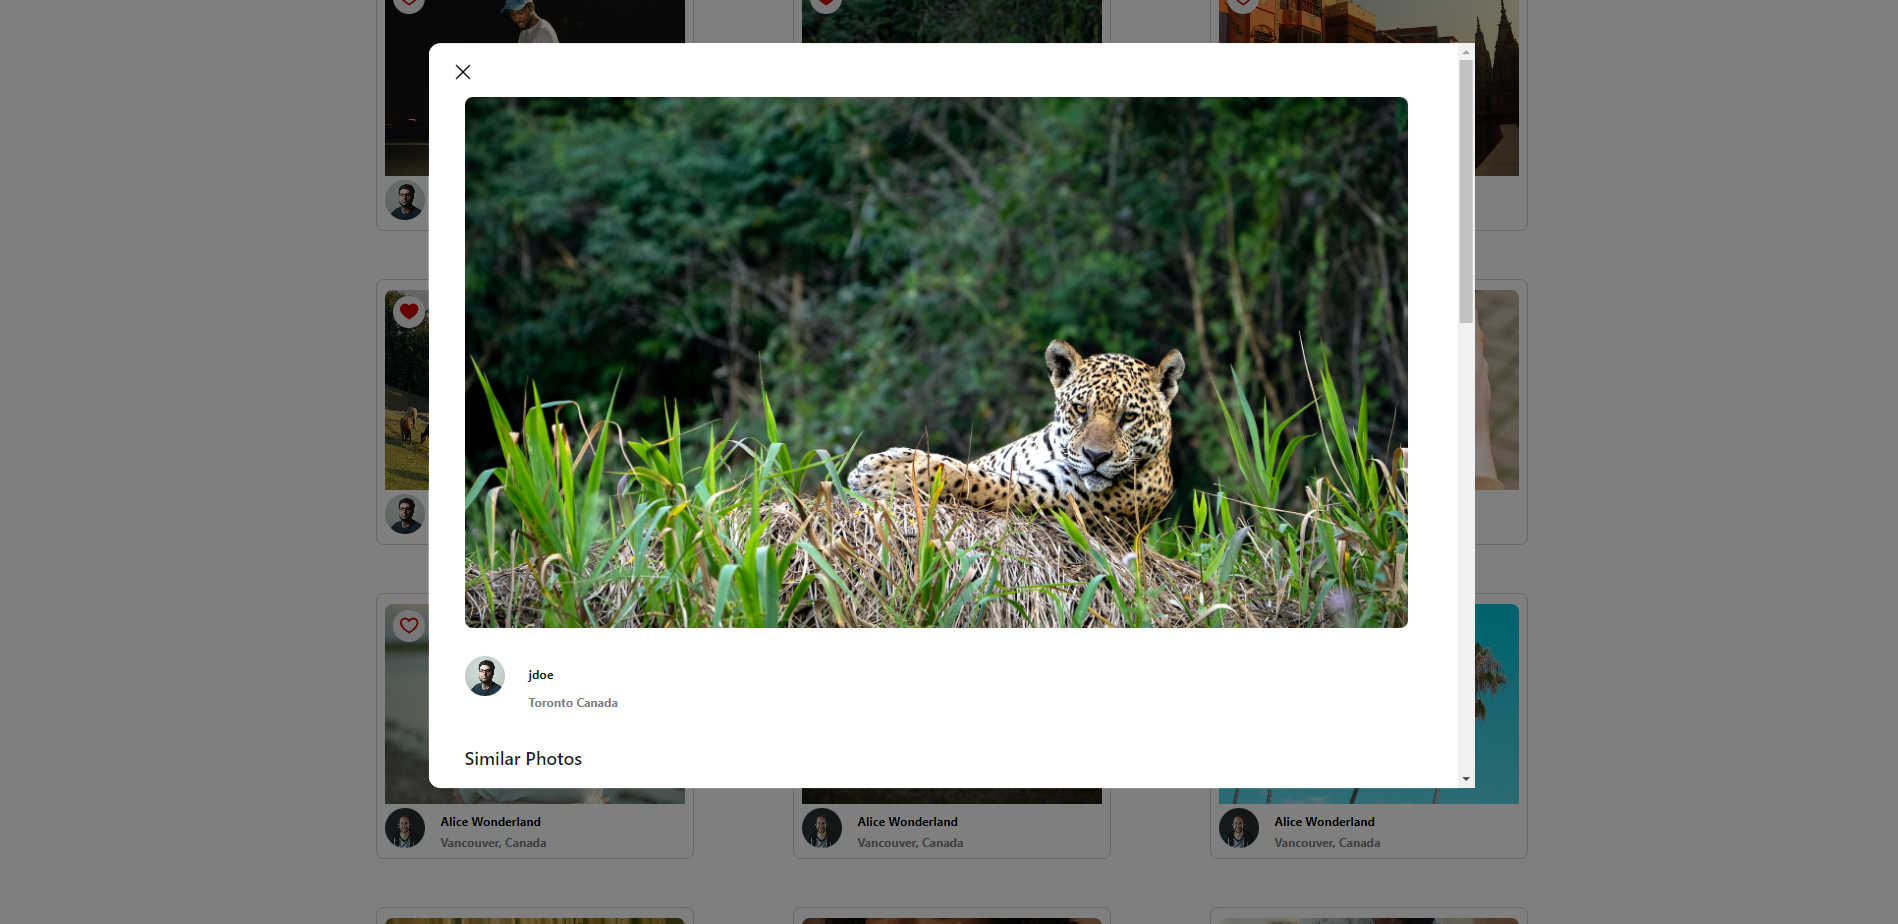 jdoe
Toronto Canada
Similar Photos
Alice Wonderland
Vancouver, Canada
Alice Wonderland
Vancouver, Canada
Alice Wonderland
Vancouver, Canada